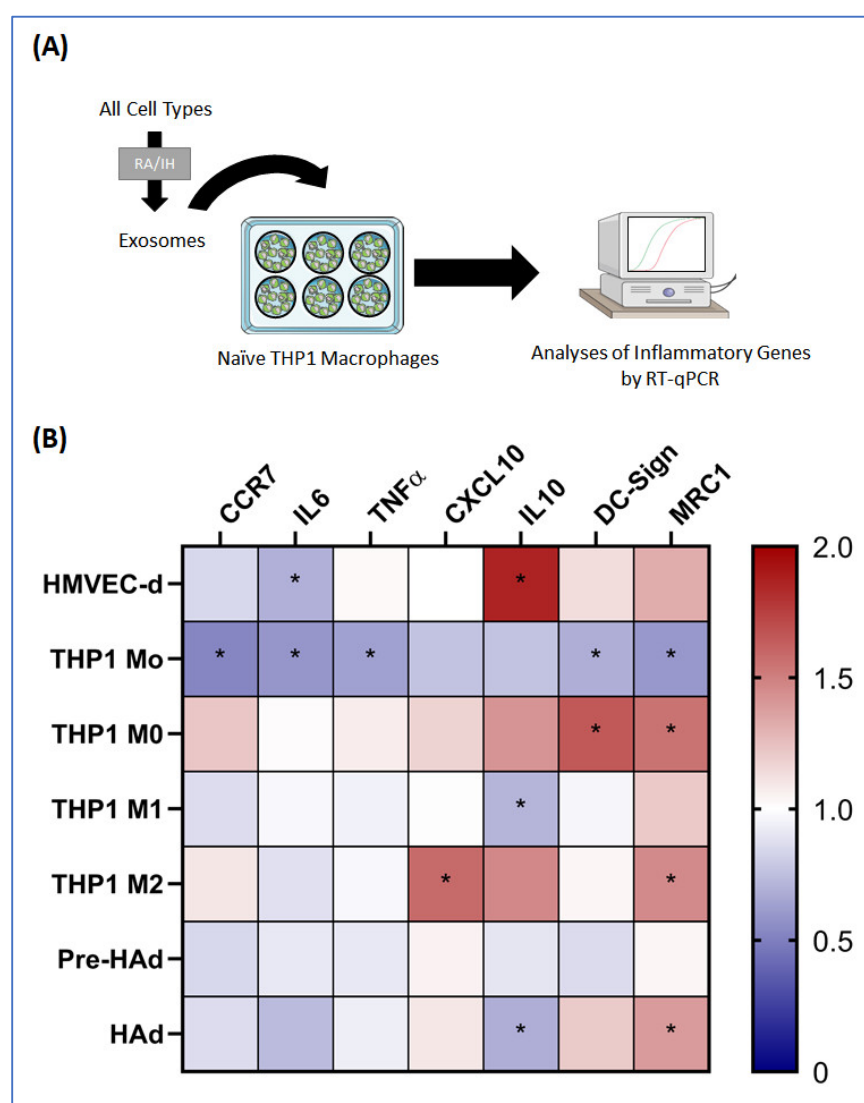 (A)
All Cell Types
RA/IH
Exosomes
Naïve THP1 Macrophages
Analyses of Inflammatory Genes
by RT-qPCR
(B)
CCR7 IL6 TNFα CXCL10 IL10 DC-Sign MRC1
HMVEC-d * *
THP1 Mo * * * * *
THP1 M0 * *
THP1 M1 *
THP1 M2 * *
Pre-HAd
HAd * *
2.0
1.5
1.0
0.5
0